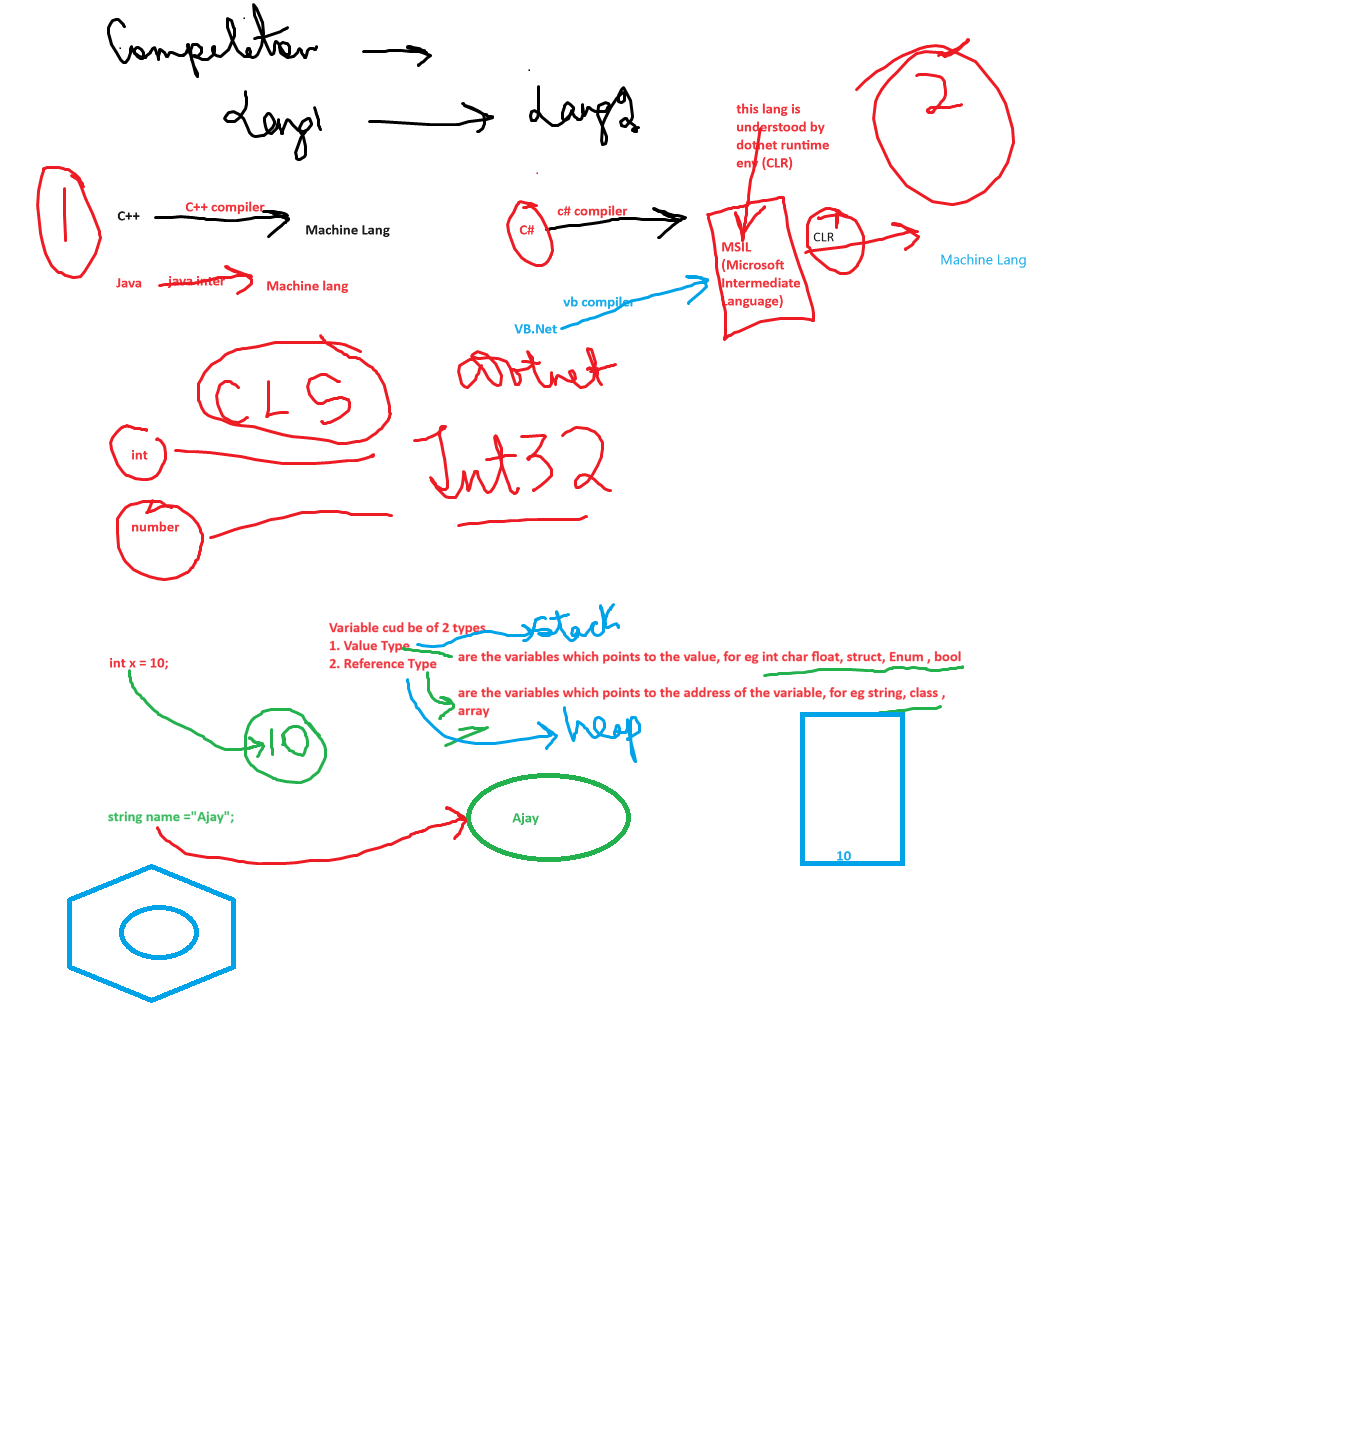 Compilation
Lang1
Lang2
2
this lang is
understood by
dotnet runtime
env (CLR)
1
C++
C++ compiler
Machine Lang
C#
c# compiler
MSIL
(Microsoft
Intermediate
Language)
CLR
Machine Lang
Java
java inter
Machine lang
VB.Net
vb compiler
CLS
Dotnet
int
Int32
number
Variable cud be of 2 types
1. Value Type
Stack
2. Reference Type
are the variables which points to the value, for eg int char float, struct, Enum , bool
int x = 10;
are the variables which points to the address of the variable, for eg string, class ,
array
heap
10
string name ="Ajay";
Ajay
10